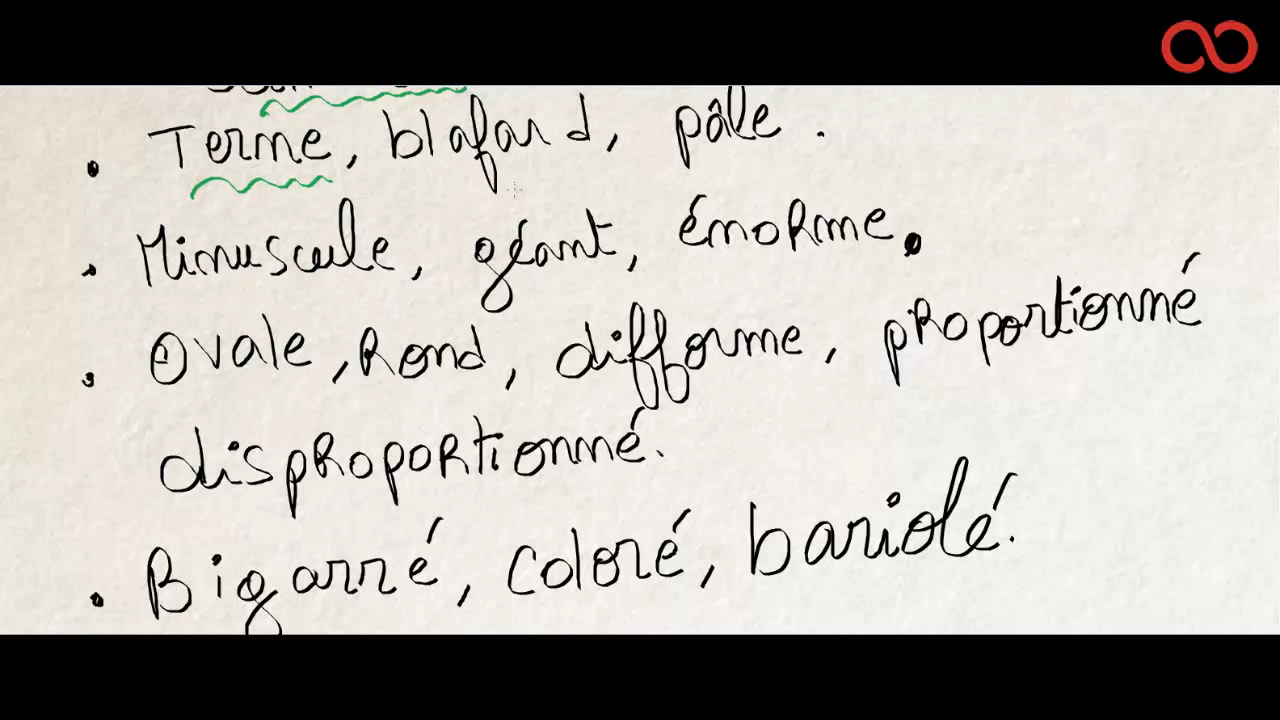 • Terme, blafard, pâle.
• Minuscule, géant, énorme.
• Ovale, Rond, difforme, proportionné
disproportionné.
• Bigarré, coloré, bariolé.